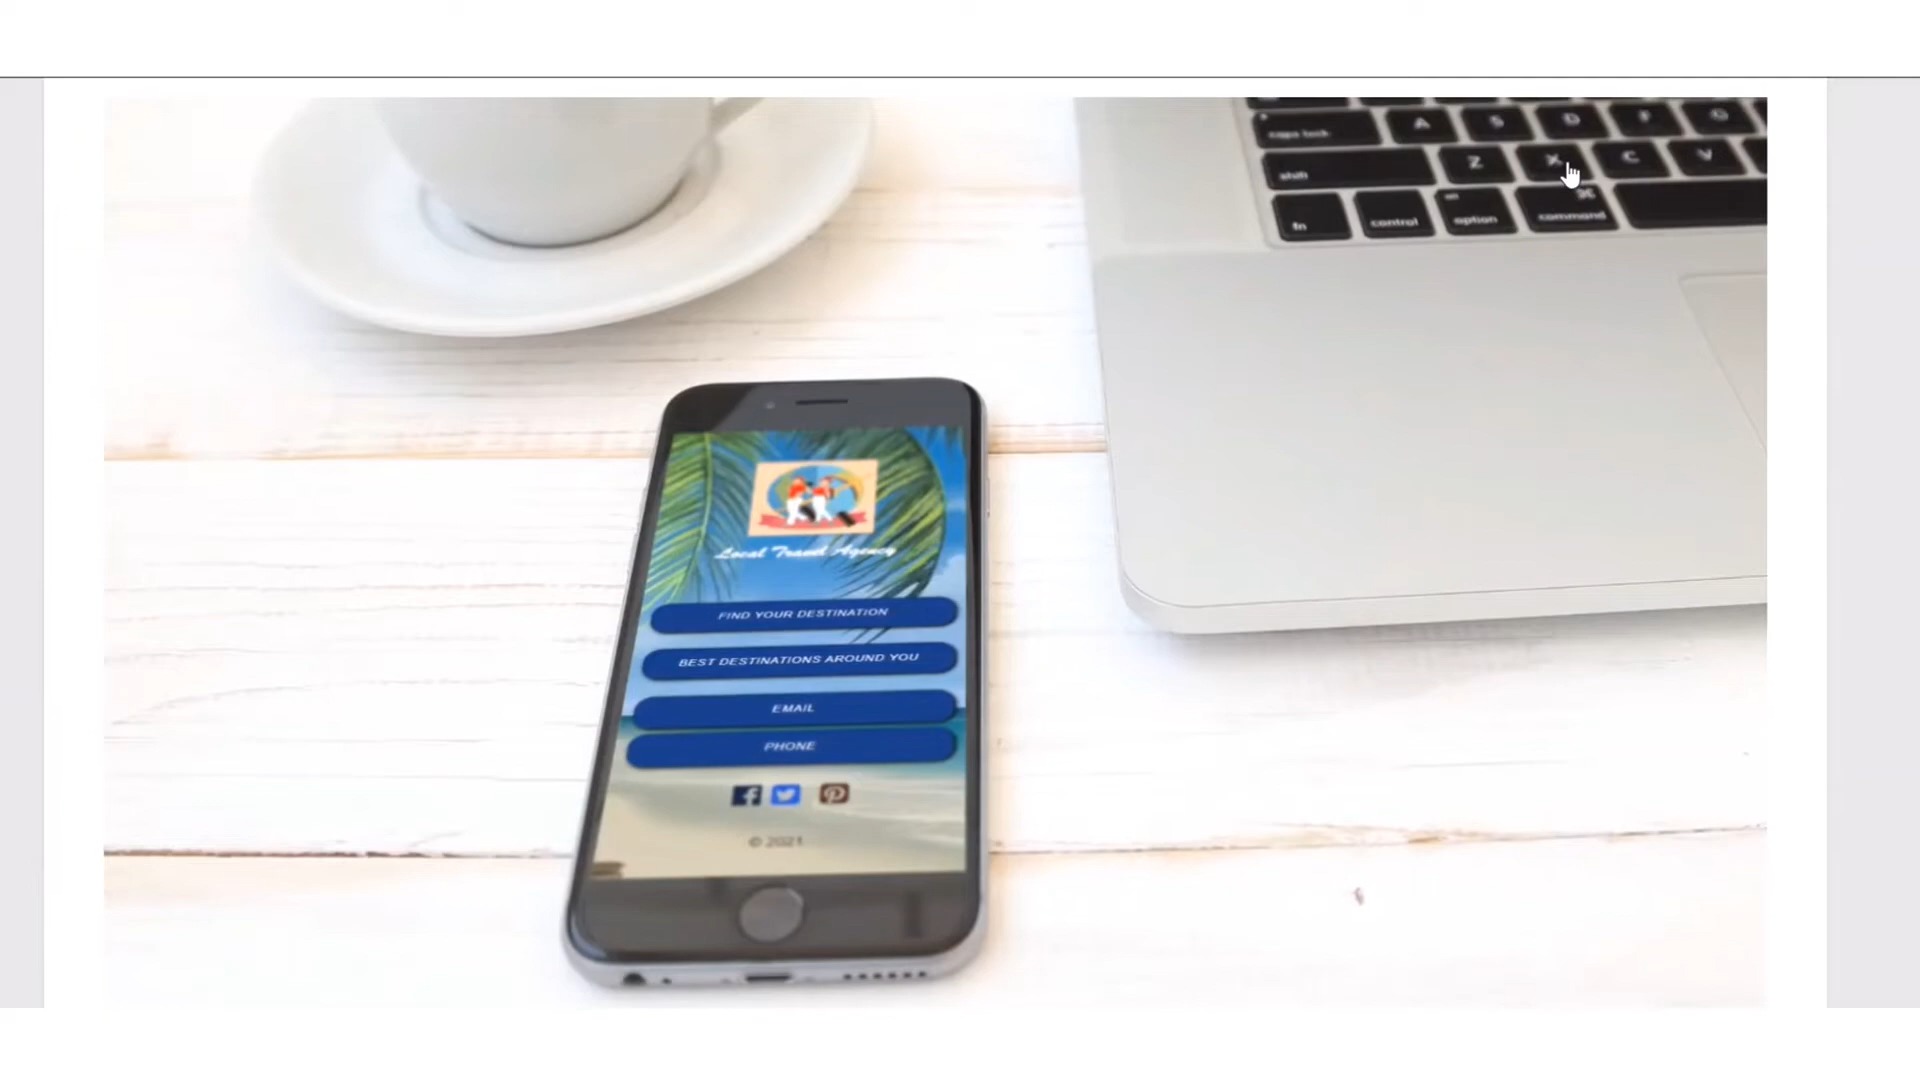 A S D F G
caps lock
Z X C V
shift
⌘
fn control option command
Local Travel Agency
FIND YOUR DESTINATION
BEST DESTINATIONS AROUND YOU
EMAIL
PHONE
© 2021